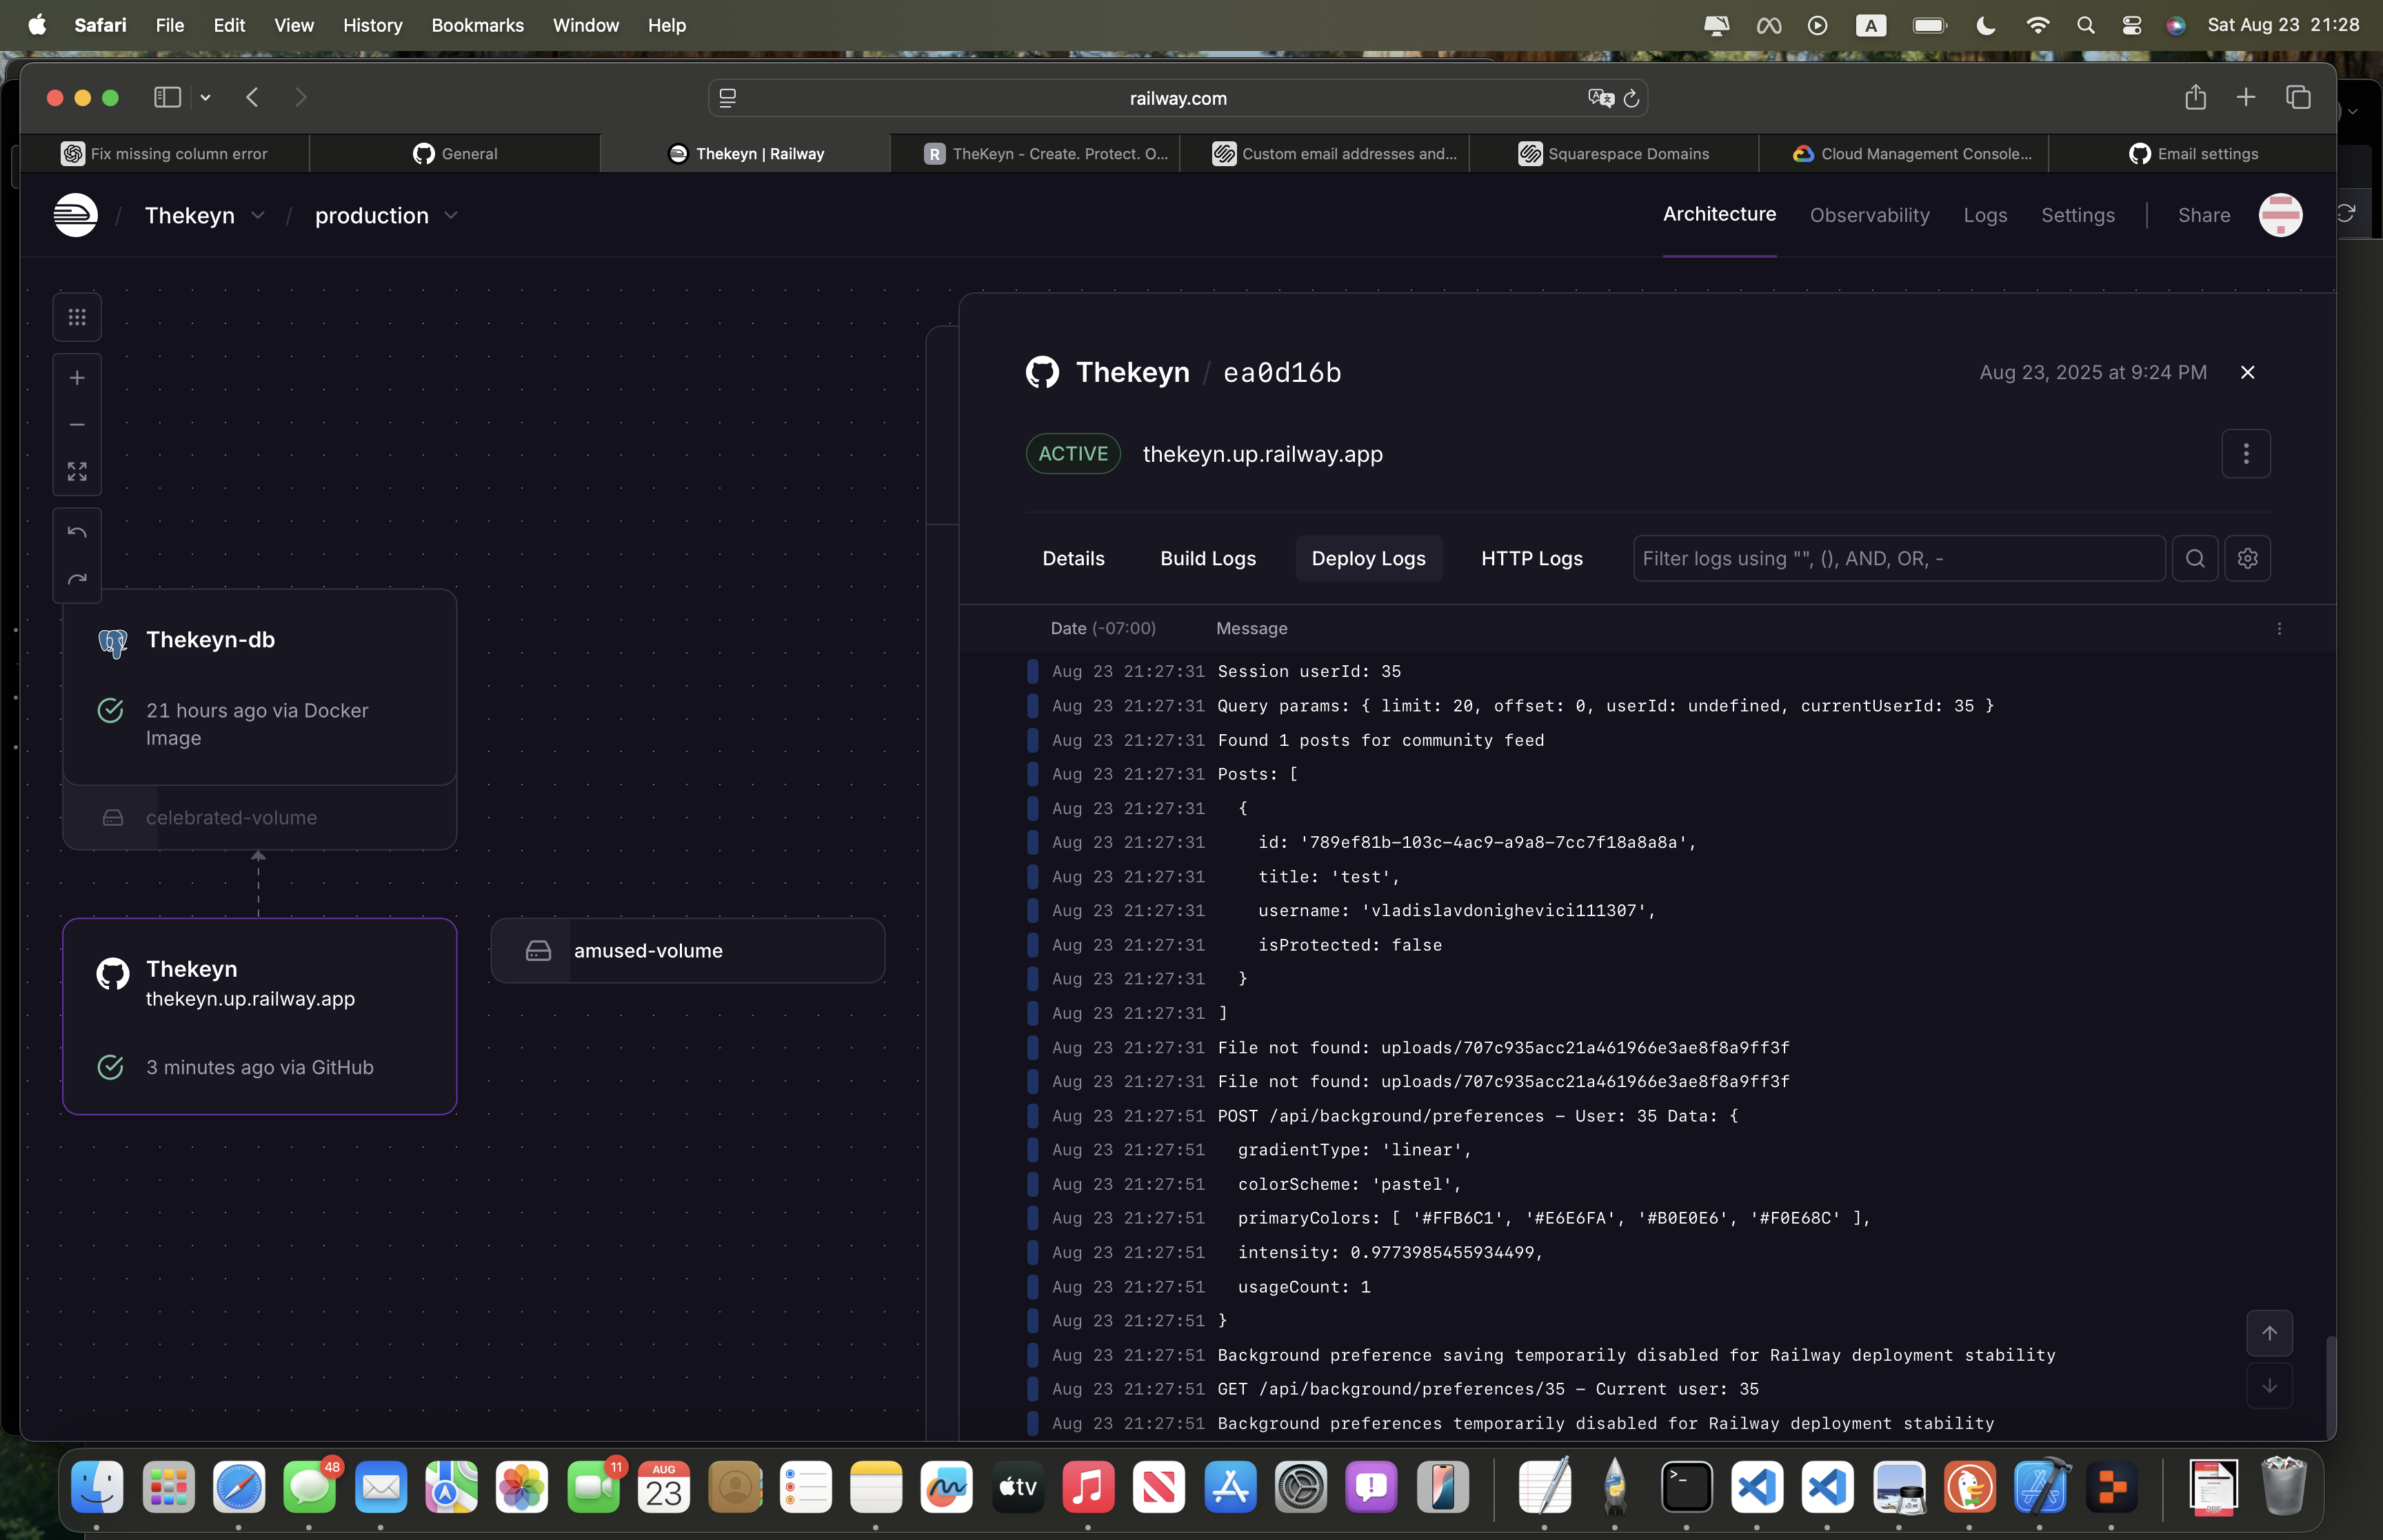 Safari File Edit View History Bookmarks Window Help A Sat Aug 23 21:28
railway.com
Fix missing column error General Thekeyn | Railway R TheKeyn - Create. Protect. O... Custom email addresses and... Squarespace Domains Cloud Management Console... Email settings
/ Thekeyn / production Architecture Observability Logs Settings | Share
Thekeyn / ea0d16b Aug 23, 2025 at 9:24 PM
ACTIVE thekeyn.up.railway.app
Details Build Logs Deploy Logs HTTP Logs Filter logs using "", (), AND, OR, -
Date (-07:00) Message
Thekeyn-db
21 hours ago via Docker
Image
celebrated-volume
Thekeyn
thekeyn.up.railway.app
3 minutes ago via GitHub
amused-volume
Aug 23 21:27:31 Session userId: 35
Aug 23 21:27:31 Query params: { limit: 20, offset: 0, userId: undefined, currentUserId: 35 }
Aug 23 21:27:31 Found 1 posts for community feed
Aug 23 21:27:31 Posts: [
Aug 23 21:27:31 {
Aug 23 21:27:31 id: '789ef81b-103c-4ac9-a9a8-7cc7f18a8a8a',
Aug 23 21:27:31 title: 'test',
Aug 23 21:27:31 username: 'vladislavdonighevici111307',
Aug 23 21:27:31 isProtected: false
Aug 23 21:27:31 }
Aug 23 21:27:31 ]
Aug 23 21:27:31 File not found: uploads/707c935acc21a461966e3ae8f8a9ff3f
Aug 23 21:27:31 File not found: uploads/707c935acc21a461966e3ae8f8a9ff3f
Aug 23 21:27:51 POST /api/background/preferences – User: 35 Data: {
Aug 23 21:27:51 gradientType: 'linear',
Aug 23 21:27:51 colorScheme: 'pastel',
Aug 23 21:27:51 primaryColors: [ '#FFB6C1', '#E6E6FA', '#B0E0E6', '#F0E68C' ],
Aug 23 21:27:51 intensity: 0.9773985455934499,
Aug 23 21:27:51 usageCount: 1
Aug 23 21:27:51 }
Aug 23 21:27:51 Background preference saving temporarily disabled for Railway deployment stability
Aug 23 21:27:51 GET /api/background/preferences/35 – Current user: 35
Aug 23 21:27:51 Background preferences temporarily disabled for Railway deployment stability
48 11 AUG
23 tv